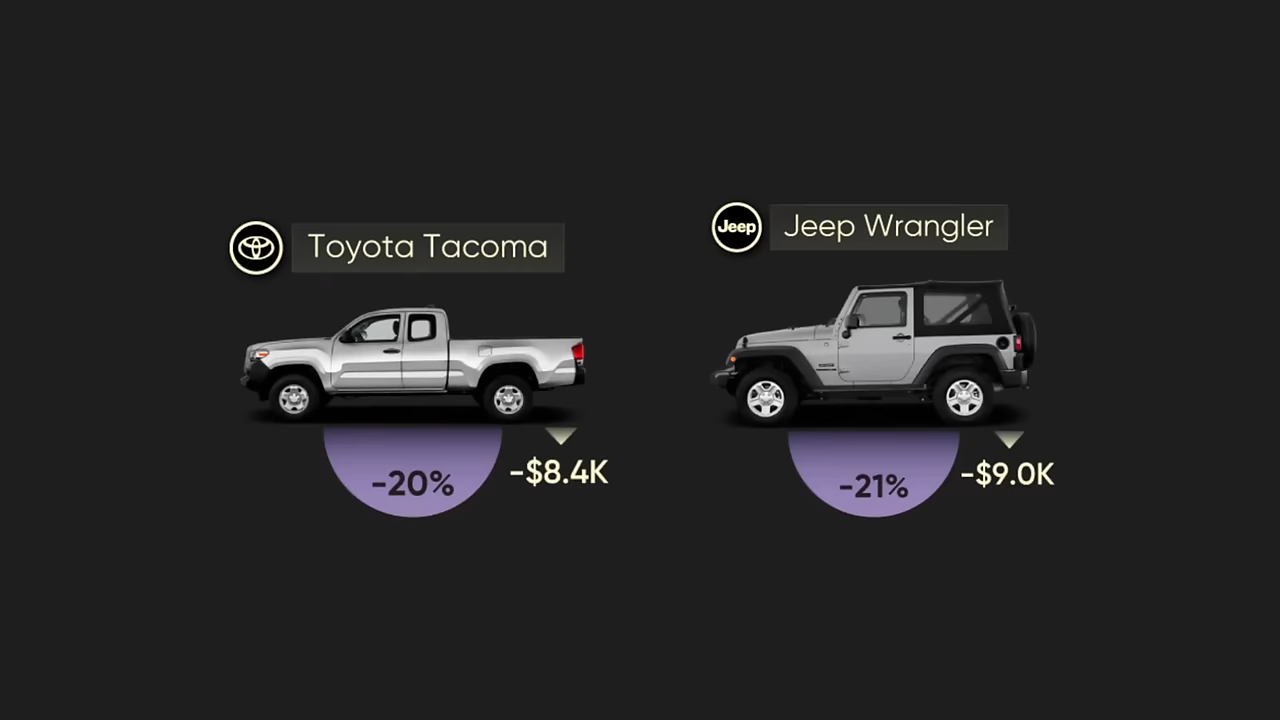 Toyota Tacoma
-20%
-$8.4K
Jeep
Jeep Wrangler
-21%
-$9.0K